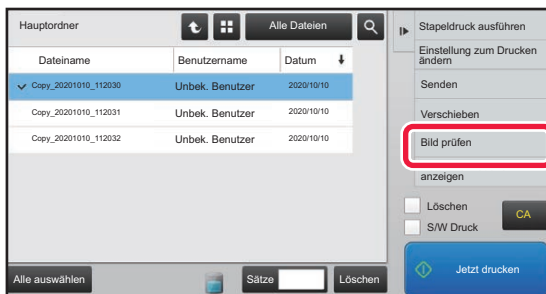 Hauptordner
Alle Dateien
Dateiname Benutzername Datum
Copy_20201010_112030 Unbek. Benutzer 2020/10/10
Copy_20201010_112031 Unbek. Benutzer 2020/10/10
Copy_20201010_112032 Unbek. Benutzer 2020/10/10
Alle auswählen
Sätze
Löschen
Stapeldruck ausführen
Einstellung zum Drucken
ändern
Senden
Verschieben
Bild prüfen
anzeigen
Löschen
S/W Druck
CA
Jetzt drucken